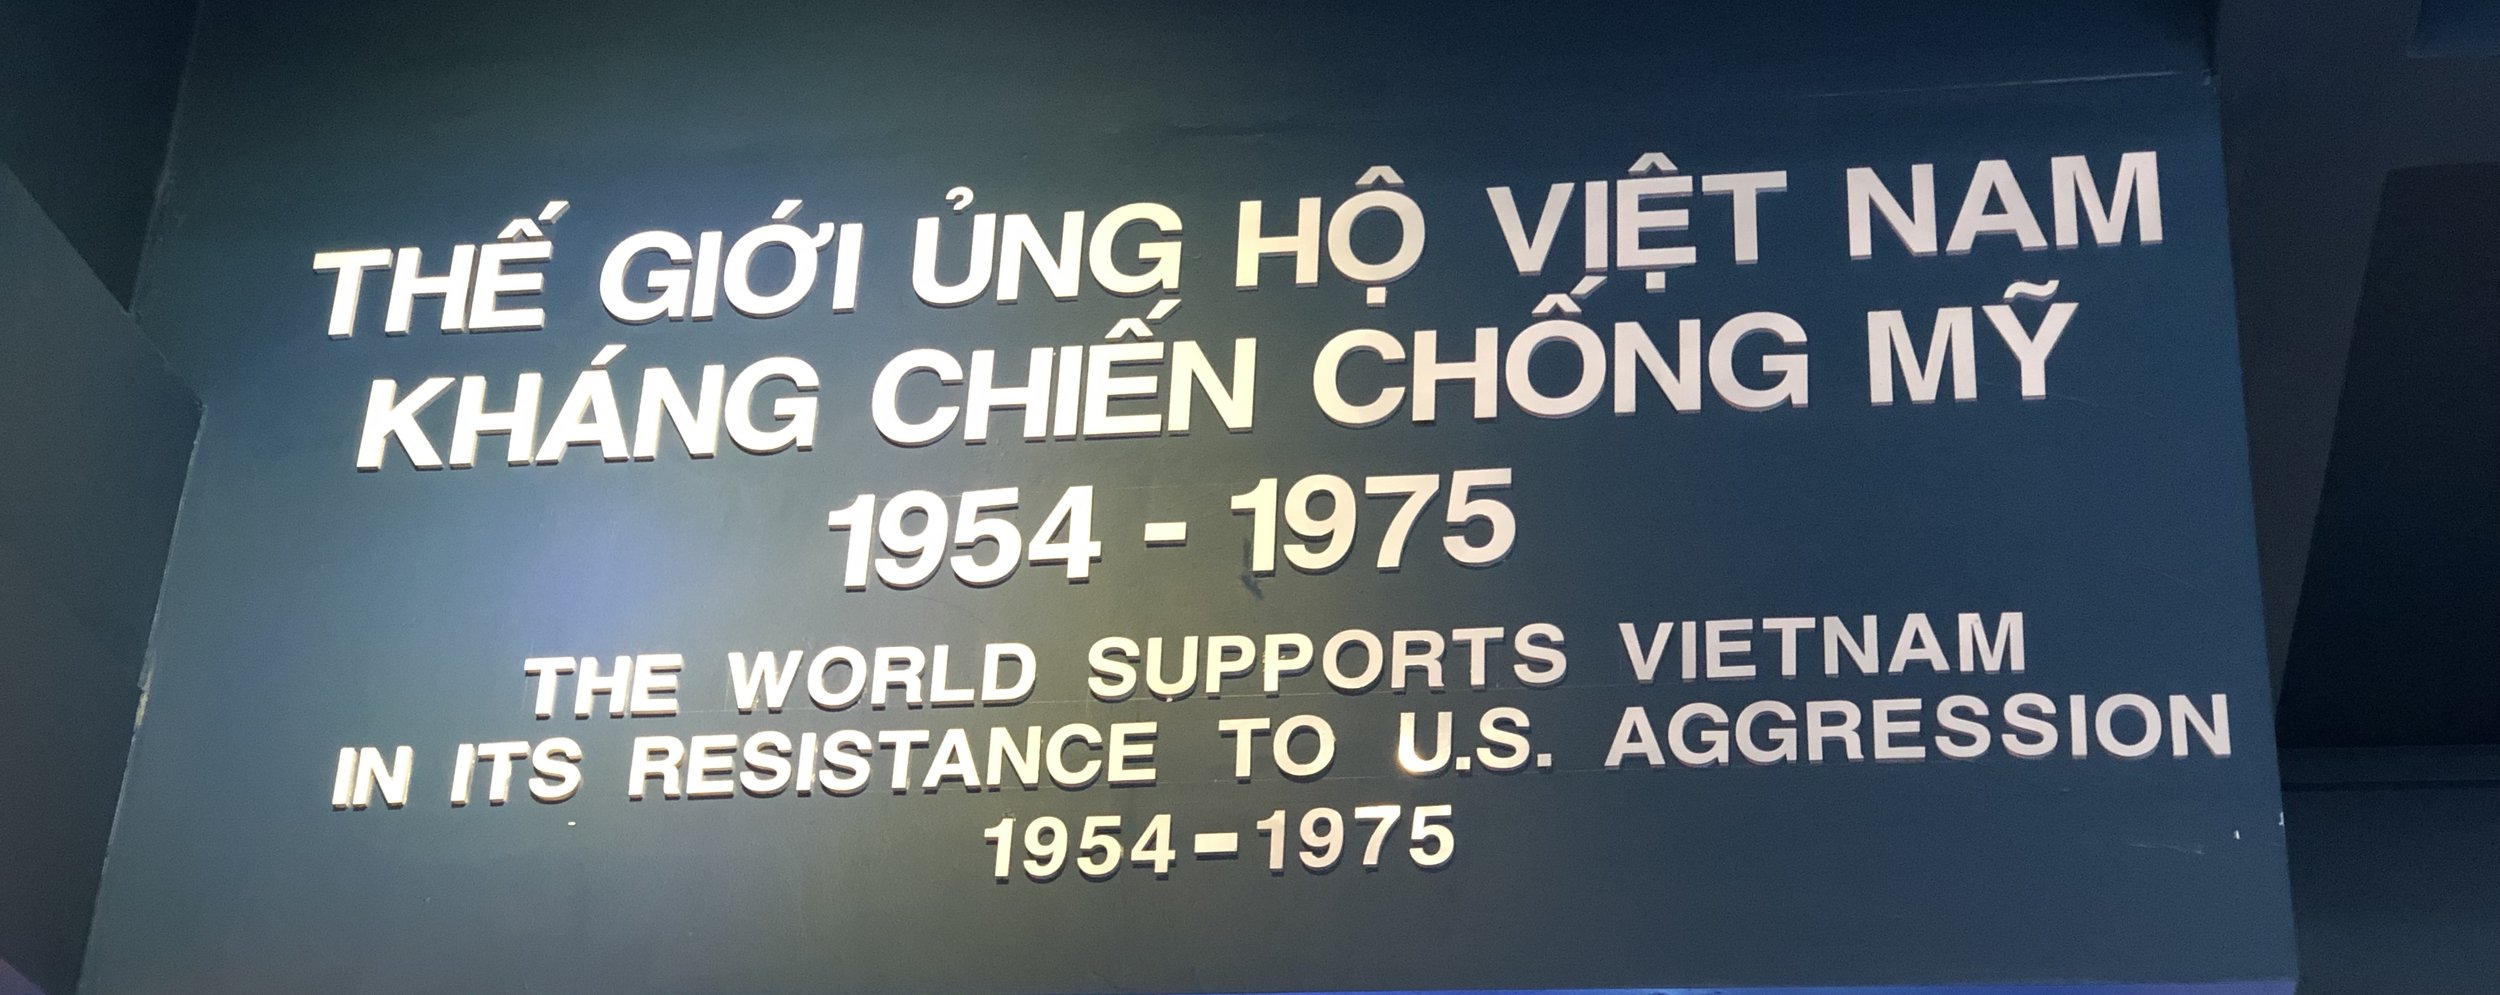 THẾ GIỚI ỦNG HỘ VIỆT NAM
KHÁNG CHIẾN CHỐNG MỸ
1954 - 1975
THE WORLD SUPPORTS VIETNAM
IN ITS RESISTANCE TO U.S. AGGRESSION
1954-1975